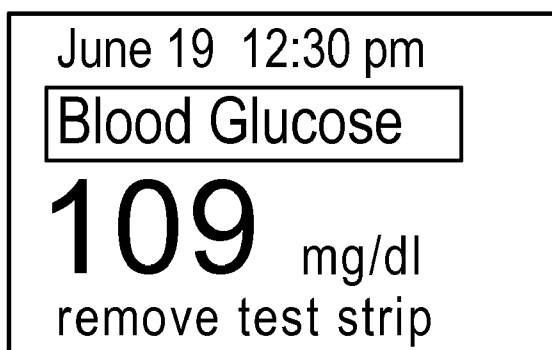 June 19 12:30 pm
Blood Glucose
109 mg/dl
remove test strip